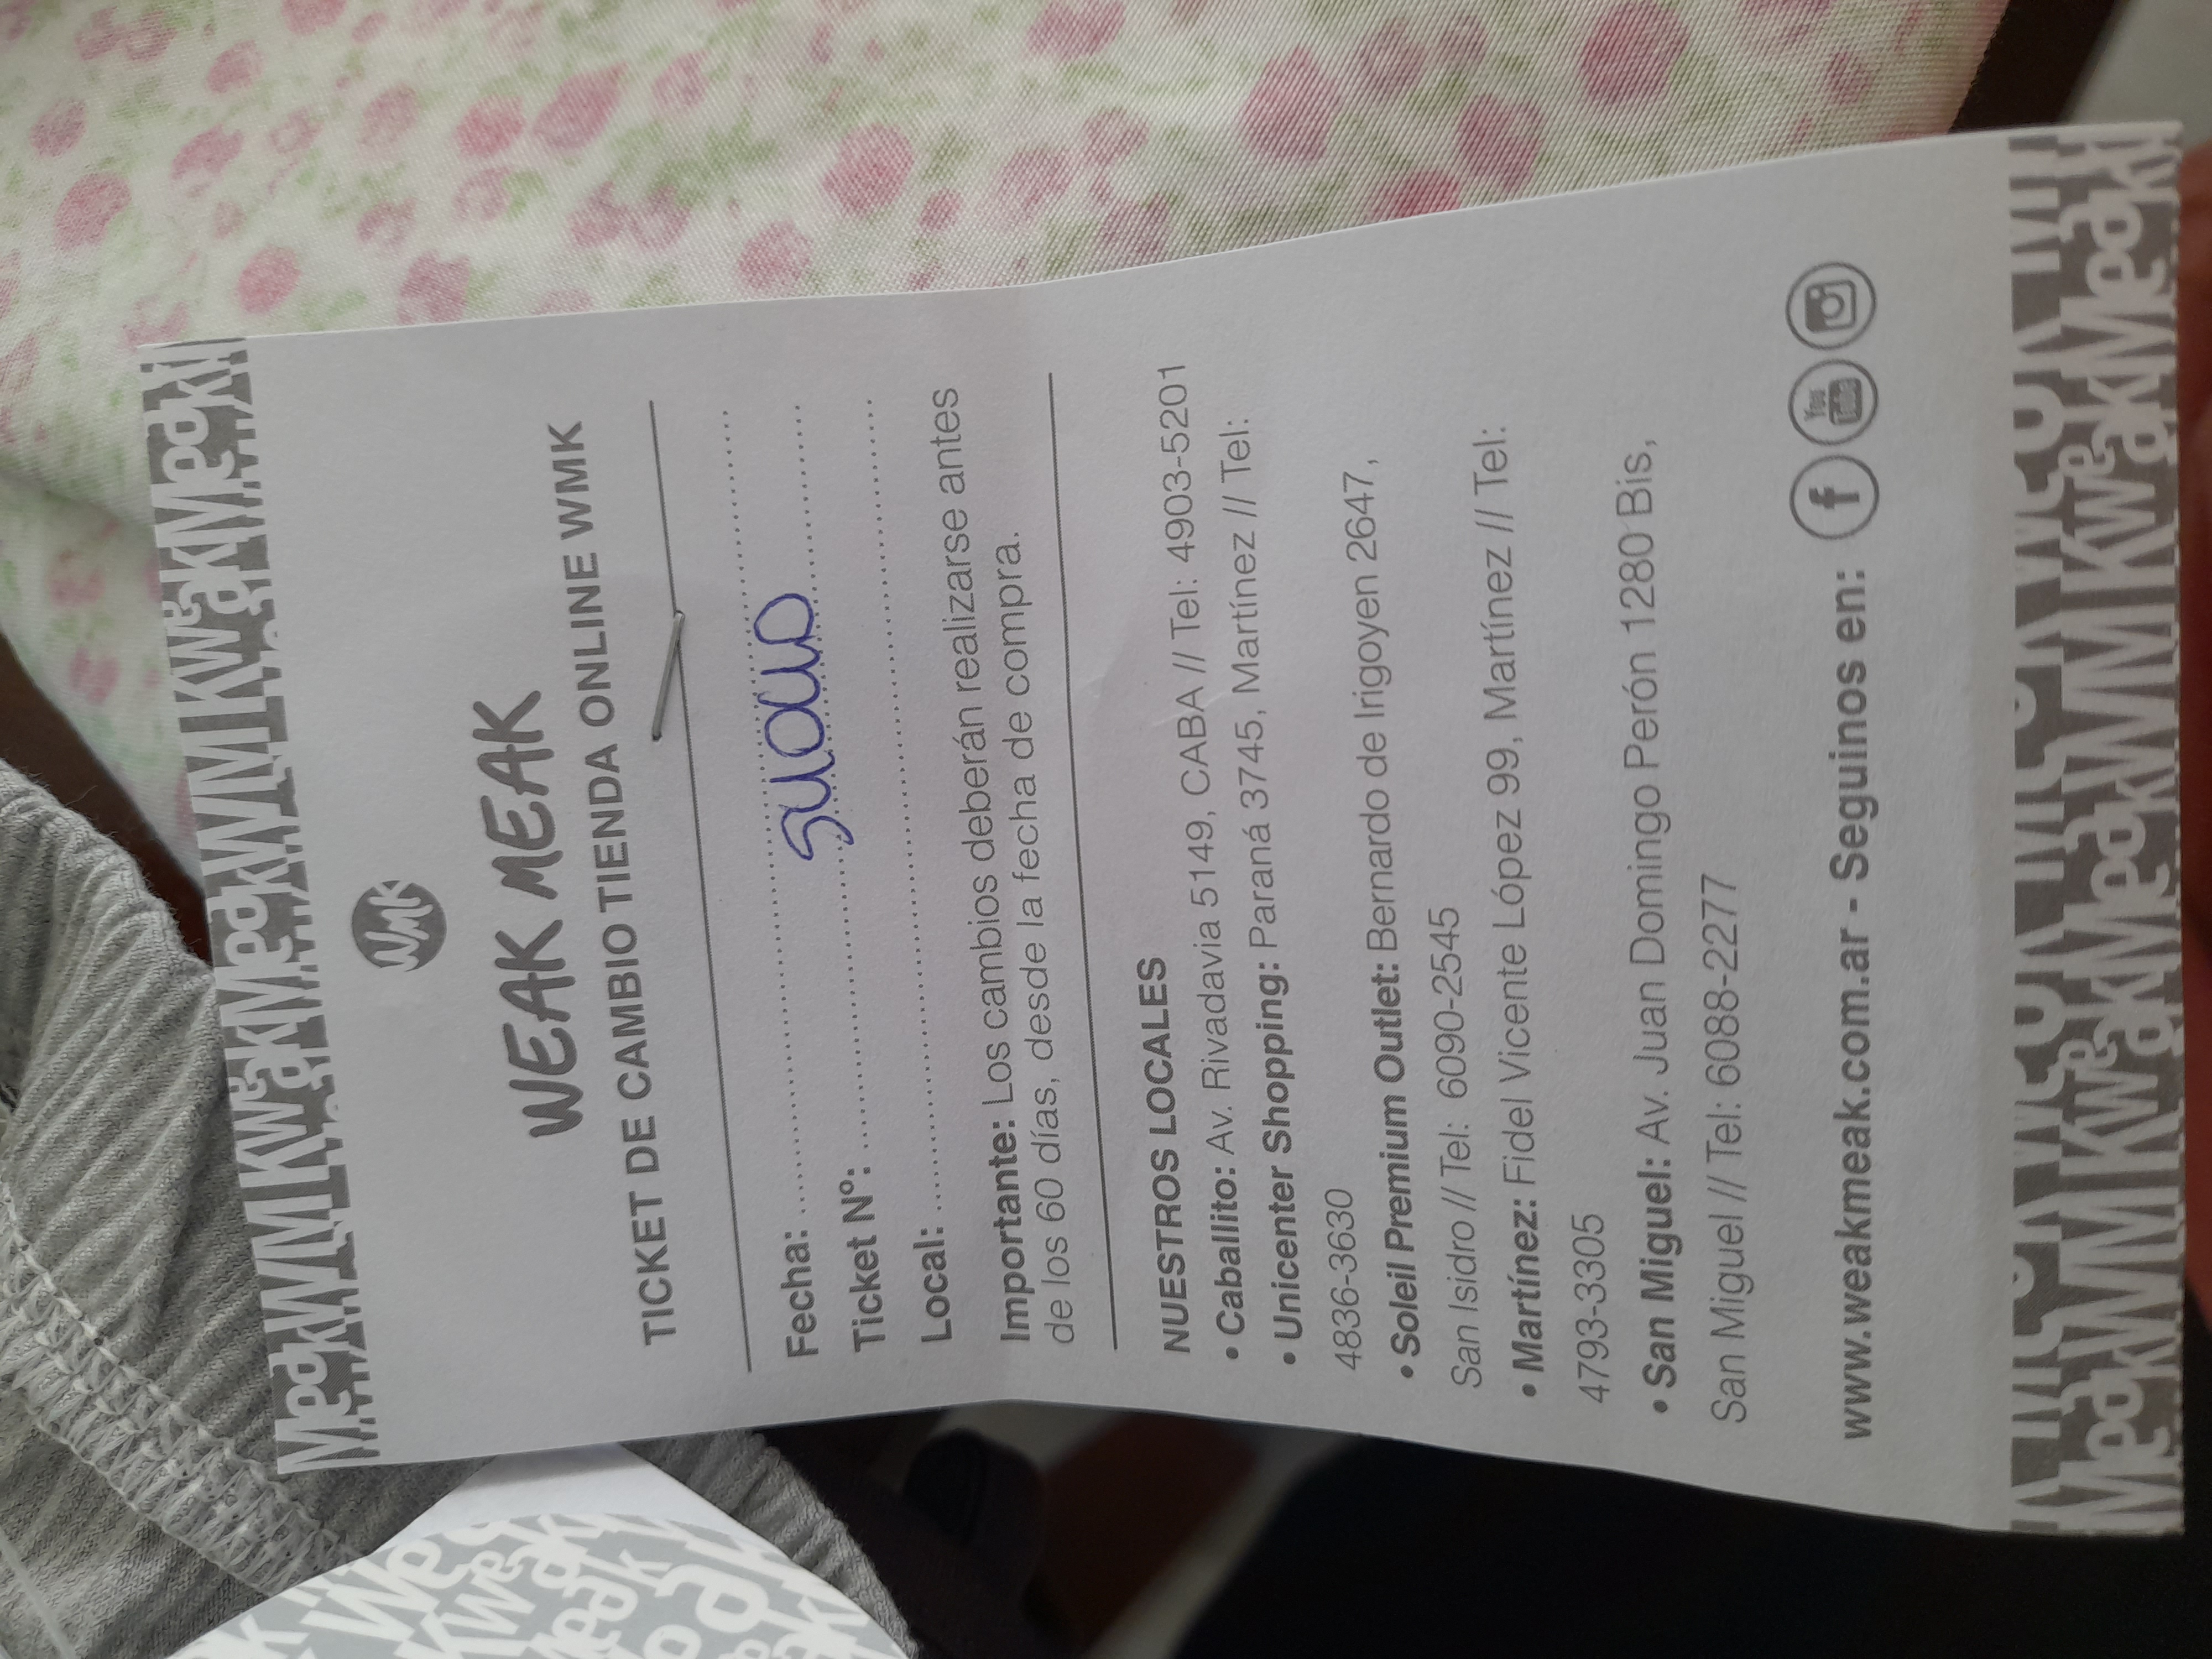 WMK
WEAK MEAK
TICKET DE CAMBIO TIENDA ONLINE WMK
Fecha:
Ticket Nº:
Local:
Importante: Los cambios deberán realizarse antes
de los 60 días, desde la fecha de compra.
NUESTROS LOCALES
• Caballito: Av. Rivadavia 5149, CABA // Tel: 4903-5201
• Unicenter Shopping: Paraná 3745, Martínez // Tel:
4836-3630
• Soleil Premium Outlet: Bernardo de Irigoyen 2647,
San Isidro // Tel: 6090-2545
• Martínez: Fidel Vicente López 99, Martínez // Tel:
4793-3305
• San Miguel: Av. Juan Domingo Perón 1280 Bis,
San Miguel // Tel: 6088-2277
www.weakmeak.com.ar - Seguinos en: